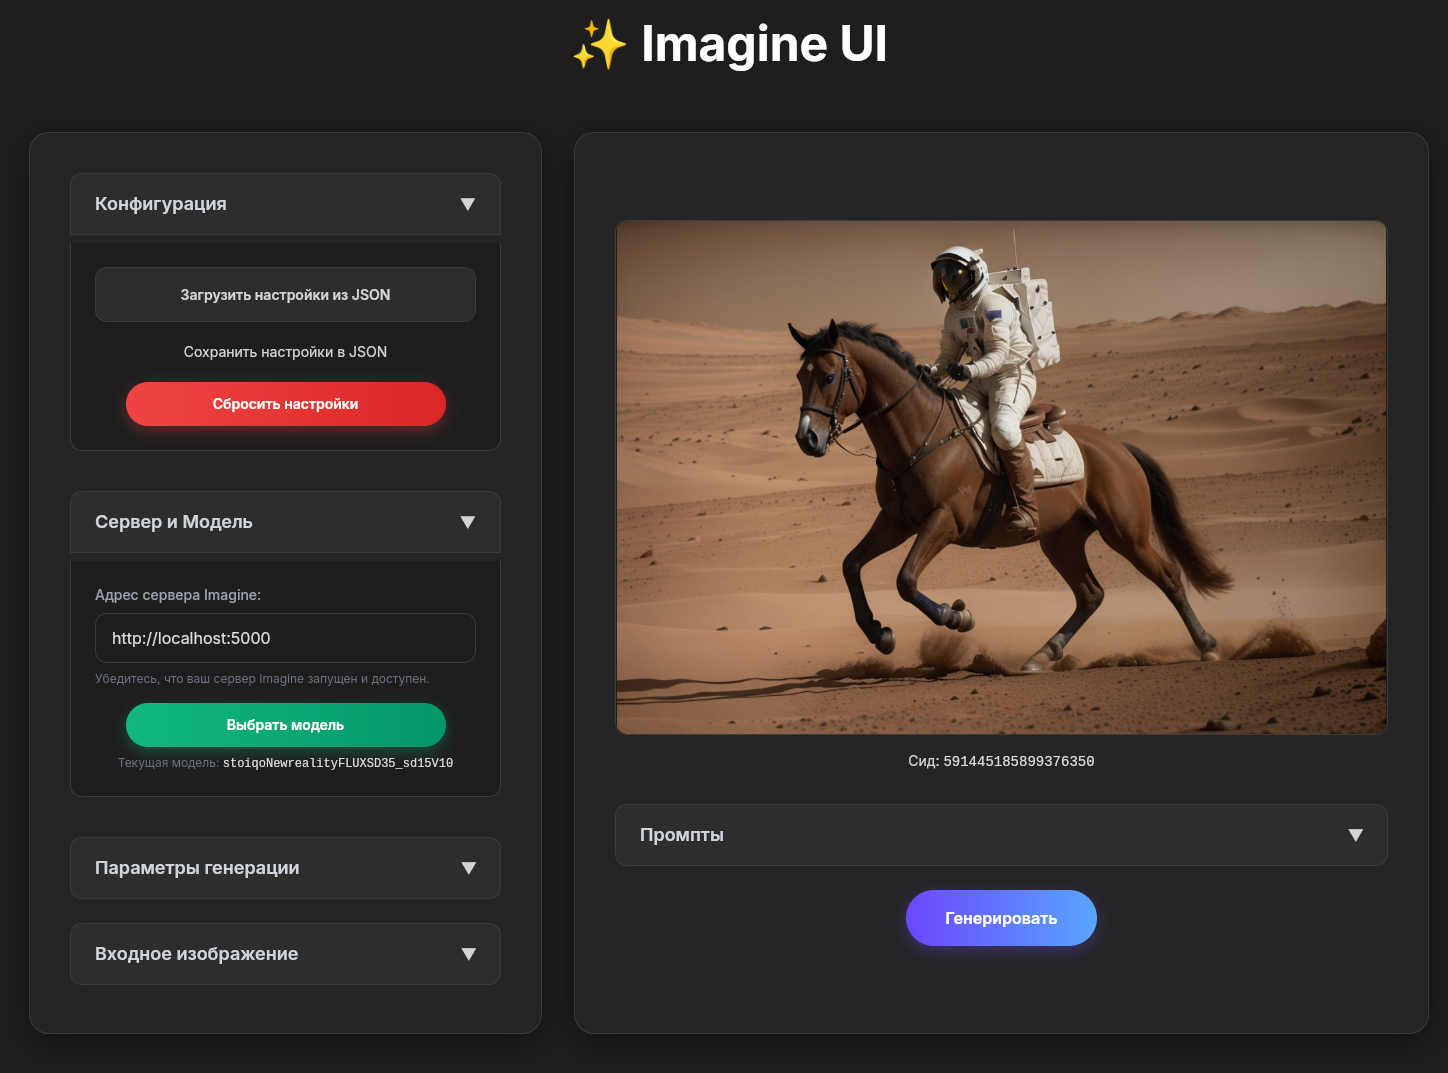 ✨ Imagine UI
Конфигурация ▼
Загрузить настройки из JSON
Сохранить настройки в JSON
Сбросить настройки
Сервер и Модель ▼
Адрес сервера Imagine:
http://localhost:5000
Убедитесь, что ваш сервер Imagine запущен и доступен.
Выбрать модель
Текущая модель: stoiqoNewrealityFLUXSD35_sd15V10
Параметры генерации ▼
Входное изображение ▼
Сид: 591445185899376350
Промпты ▼
Генерировать